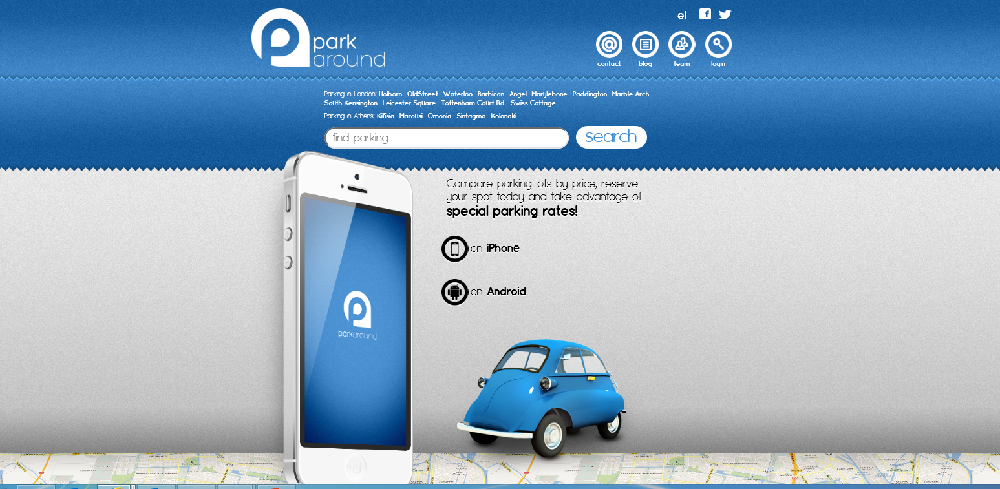 park
around
el
contact blog team login
Parking in London: Holborn OldStreet Waterloo Barbican Angel Marylebone Paddington Marble Arch
South Kensington Leicester Square Tottenham Court Rd. Swiss Cottage
Parking in Athens: Kifisia Marousi Omonia Sintagma Kolonaki
find parking
search
Compare parking lots by price, reserve
your spot today and take advantage of
special parking rates!
on iPhone
on Android
parkaround